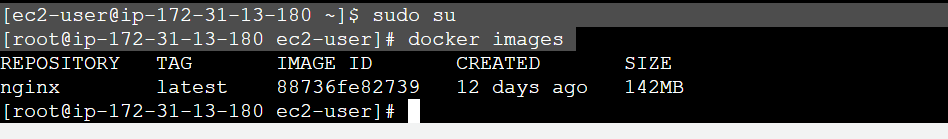 [ec2-user@ip-172-31-13-180 ~]$ sudo su
[root@ip-172-31-13-180 ec2-user]# docker images
REPOSITORY   TAG       IMAGE ID       CREATED       SIZE
nginx        latest    88736fe82739   12 days ago   142MB
[root@ip-172-31-13-180 ec2-user]#